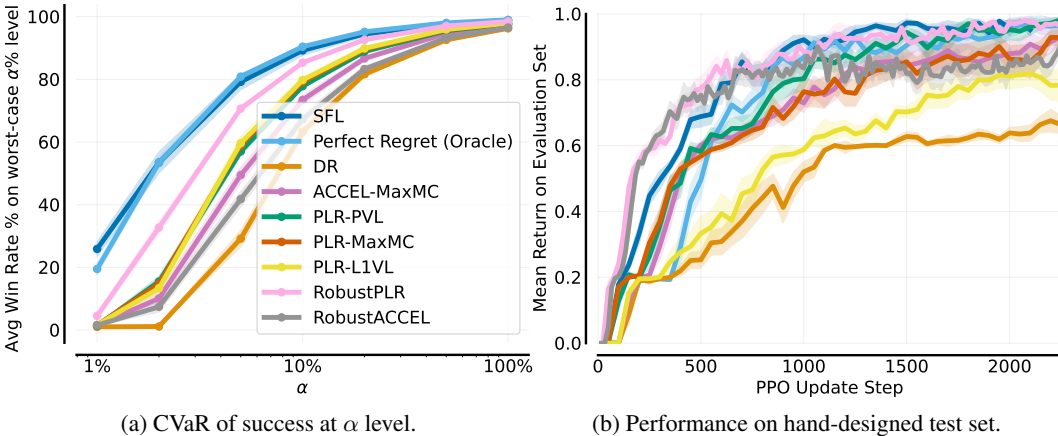 Avg Win Rate % on worst-case α% level
100
80
60
40
20
0
1%
10%
100%
α
SFL
Perfect Regret (Oracle)
DR
ACCEL-MaxMC
PLR-PVL
PLR-MaxMC
PLR-L1VL
RobustPLR
RobustACCEL
(a) CVaR of success at α level.
Mean Return on Evaluation Set
1.0
0.8
0.6
0.4
0.2
0.0
0
500
1000
1500
2000
PPO Update Step
(b) Performance on hand-designed test set.